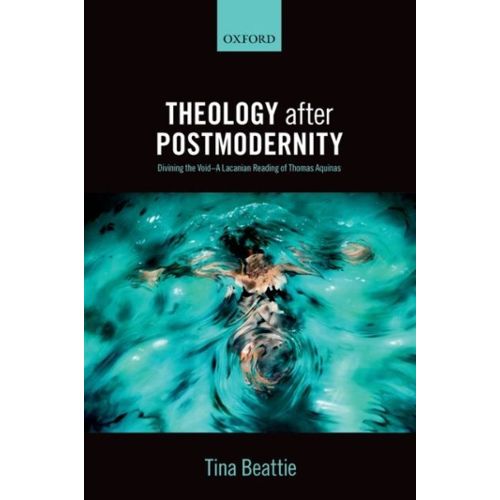 OXFORD
THEOLOGY after
POSTMODERNITY
Divining the Void–A Lacanian Reading of Thomas Aquinas
Tina Beattie